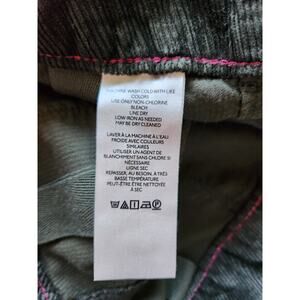 MACHINE WASH COLD WITH LIKE
COLORS
USE ONLY NON-CHLORINE
BLEACH
LINE DRY
LOW IRON AS NEEDED
MAY BE DRY CLEANED
LAVER À LA MACHINE À L'EAU
FROIDE AVEC COULEURS
SIMILAIRES
UTILISER UN AGENT DE
BLANCHIMENT SANS CHLORE SI
NÉCESSAIRE
LIGNE SEC
REPASSER, AU BESOIN, À TRÈS
BASSE TEMPÉRATURE
PEUT-ÊTRE ÊTRE NETTOYÉE
À SEC